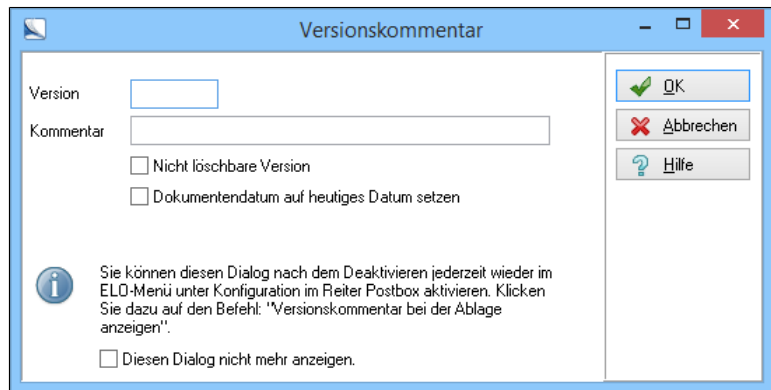 Versionskommentar
Version
Kommentar
Nicht löschbare Version
Dokumentendatum auf heutiges Datum setzen
Sie können diesen Dialog nach dem Deaktivieren jederzeit wieder im
ELO-Menü unter Konfiguration im Reiter Postbox aktivieren. Klicken
Sie dazu auf den Befehl: "Versionskommentar bei der Ablage
anzeigen".
Diesen Dialog nicht mehr anzeigen.
OK
Abbrechen
Hilfe